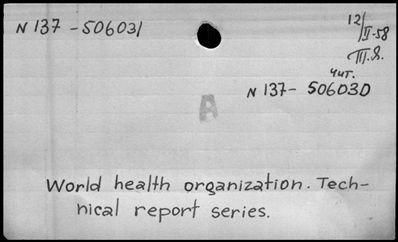 N 137 - 506031
12/II-58
Ш.Я.
чит.
N 137- 506030
A
World health organization. Tech-
nical report series.